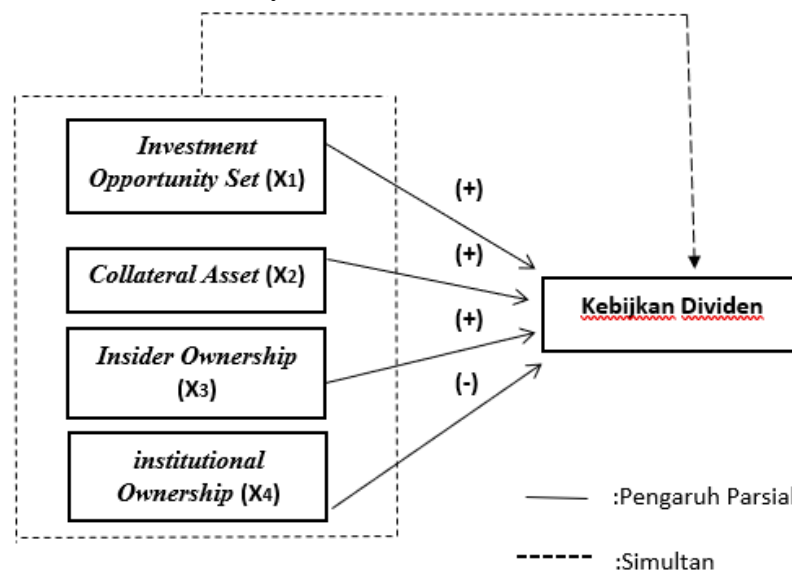 Investment
Opportunity Set (X1)
(+)
Collateral Asset (X2)
(+)
Kebijkan Dividen
Insider Ownership
(X3)
(+)
(-)
institutional
Ownership (X4)
:Pengaruh Parsial
:Simultan